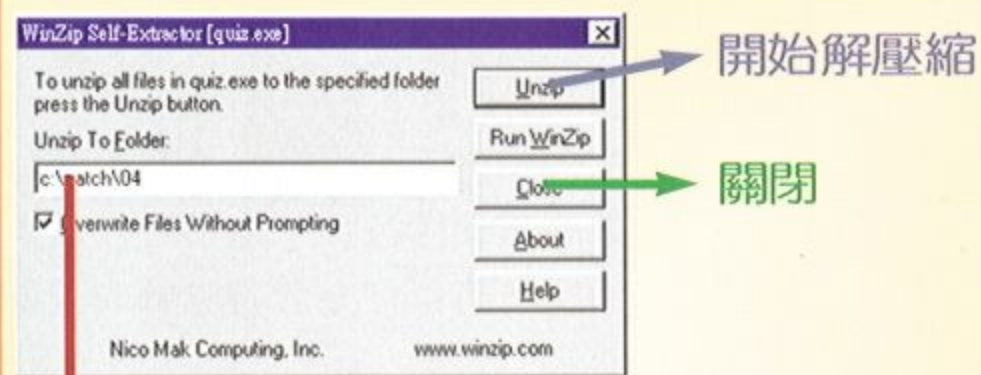 WinZip Self-Extractor [quiz.exe]
To unzip all files in quiz.exe to the specified folder
press the Unzip button.
Unzip To Folder:
c:\patch\04
Overwrite Files Without Prompting
Unzip
Run WinZip
Close
About
Help
Nico Mak Computing, Inc. www.winzip.com
開始解壓縮
關閉